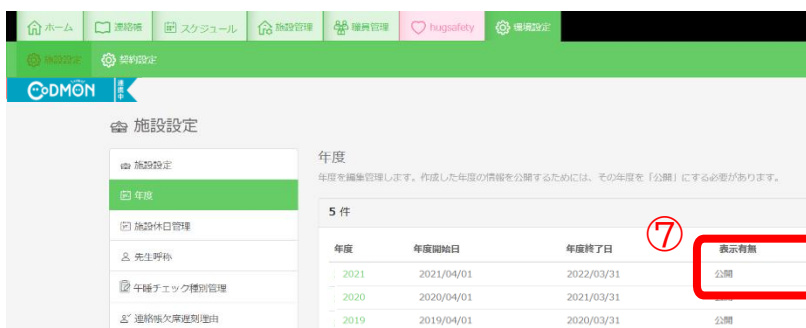 ホーム 連絡帳 スケジュール 施設管理 職員管理 hugsafety 環境設定
施設設定 契約設定
CoDMON 連携中
施設設定
施設設定
年度
施設休日管理
先生呼称
午睡チェック種別管理
連絡帳欠席遅刻理由
年度
年度を編集管理します。作成した年度の情報を公開するためには、その年度を「公開」にする必要があります。
5 件
⑦
年度 年度開始日 年度終了日 表示有無
2021 2021/04/01 2022/03/31 公開
2020 2020/04/01 2021/03/31
2019 2019/04/01 2020/03/31 公開